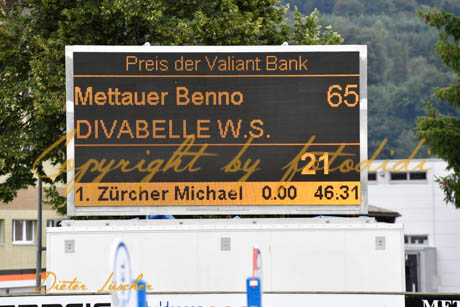 Preis der Valiant Bank
Mettauer Benno 65
DIVABELLE W.S.
Copyright by fotodidi
21
1. Zürcher Michael 0.00 46.31
Dieter Lüscher